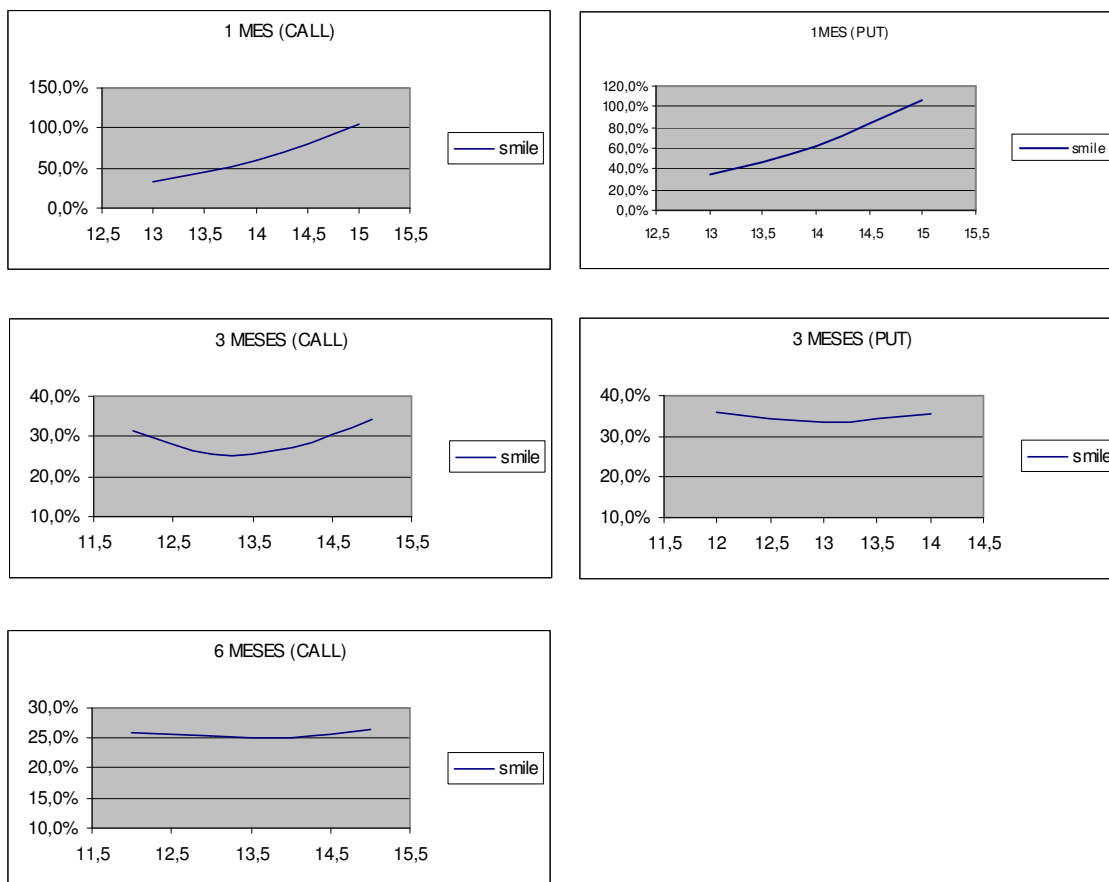 1 MES (CALL)
150,0%
100,0%
50,0%
0,0%
12,5 13 13,5 14 14,5 15 15,5
smile
1MES (PUT)
120,0%
100,0%
80,0%
60,0%
40,0%
20,0%
0,0%
12,5 13 13,5 14 14,5 15 15,5
smile
3 MESES (CALL)
40,0%
30,0%
20,0%
10,0%
11,5 12,5 13,5 14,5 15,5
smile
3 MESES (PUT)
40,0%
30,0%
20,0%
10,0%
11,5 12 12,5 13 13,5 14 14,5
smile
6 MESES (CALL)
30,0%
25,0%
20,0%
15,0%
10,0%
11,5 12,5 13,5 14,5 15,5
smile